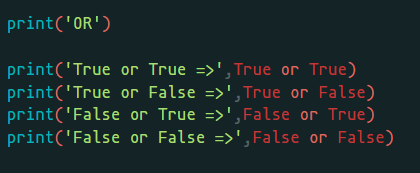 print('OR')
print('True or True =>',True or True)
print('True or False =>',True or False)
print('False or True =>',False or True)
print('False or False =>',False or False)